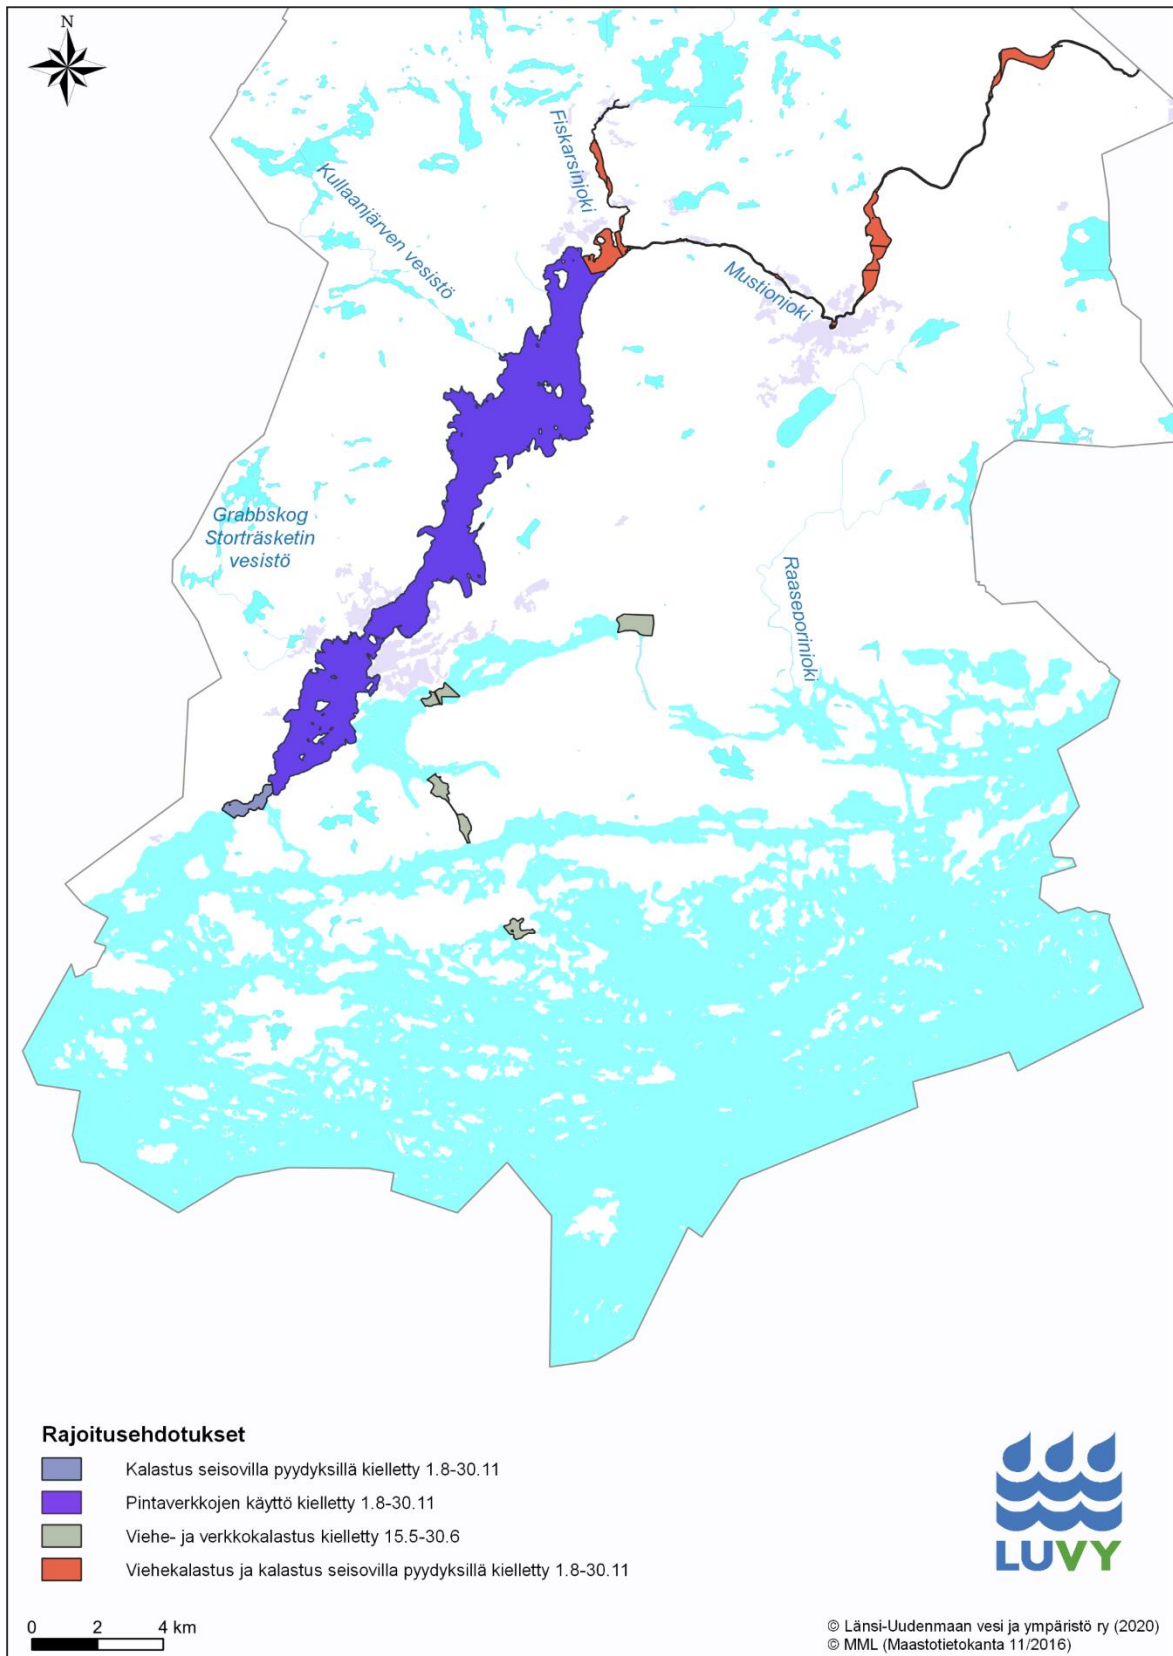 N
Fiskarsinjoki
Kullaanjärven vesistö
Mustionjoki
Grabbskog
Storträsketin
vesistö
Raaseporinjoki
Rajoitusehdotukset
Kalastus seisovilla pyydyksillä kielletty 1.8-30.11
Pintaverkkojen käyttö kielletty 1.8-30.11
Viehe- ja verkkokalastus kielletty 15.5-30.6
Viehekalastus ja kalastus seisovilla pyydyksillä kielletty 1.8-30.11
LUVY
0 2 4 km
© Länsi-Uudenmaan vesi ja ympäristö ry (2020)
© MML (Maastotietokanta 11/2016)